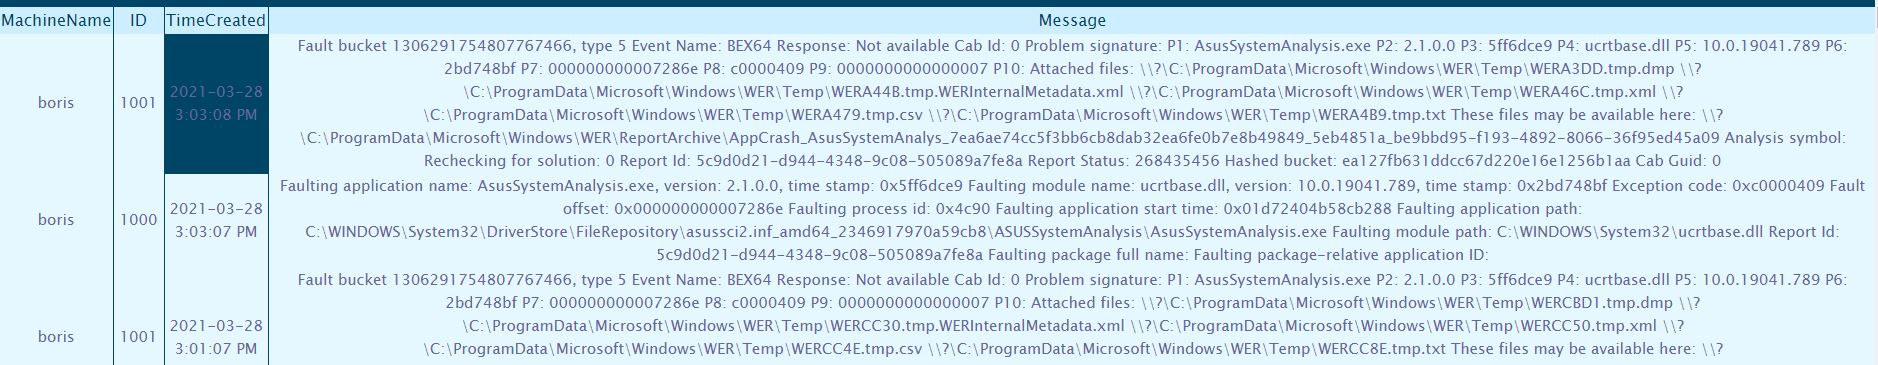 MachineName ID TimeCreated Message
Fault bucket 1306291754807767466, type 5 Event Name: BEX64 Response: Not available Cab Id: 0 Problem signature: P1: AsusSystemAnalysis.exe P2: 2.1.0.0 P3: 5ff6dce9 P4: ucrtbase.dll P5: 10.0.19041.789 P6:
2bd748bf P7: 000000000007286e P8: c0000409 P9: 0000000000000007 P10: Attached files: \\?\C:\ProgramData\Microsoft\Windows\WER\Temp\WERA3DD.tmp.dmp \\?
boris 1001 2021-03-28 3:03:08 PM \C:\ProgramData\Microsoft\Windows\WER\Temp\WERA44B.tmp.WERInternalMetadata.xml \\?\C:\ProgramData\Microsoft\Windows\WER\Temp\WERA46C.tmp.xml \\?
\C:\ProgramData\Microsoft\Windows\WER\Temp\WERA479.tmp.csv \\?\C:\ProgramData\Microsoft\Windows\WER\Temp\WERA4B9.tmp.txt These files may be available here: \\?
\C:\ProgramData\Microsoft\Windows\WER\ReportArchive\AppCrash_AsusSystemAnalys_7ea6ae74cc5f3bb6cb8dab32ea6fe0b7e8b49849_5eb4851a_be9bbd95-f193-4892-8066-36f95ed45a09 Analysis symbol:
Rechecking for solution: 0 Report Id: 5c9d0d21-d944-4348-9c08-505089a7fe8a Report Status: 268435456 Hashed bucket: ea127fb631ddcc67d220e16e1256b1aa Cab Guid: 0
Faulting application name: AsusSystemAnalysis.exe, version: 2.1.0.0, time stamp: 0x5ff6dce9 Faulting module name: ucrtbase.dll, version: 10.0.19041.789, time stamp: 0x2bd748bf Exception code: 0xc0000409 Fault
boris 1000 2021-03-28 3:03:07 PM offset: 0x000000000007286e Faulting process id: 0x4c90 Faulting application start time: 0x01d72404b58cb288 Faulting application path:
C:\WINDOWS\System32\DriverStore\FileRepository\asussci2.inf_amd64_2346917970a59cb8\ASUSSystemAnalysis\AsusSystemAnalysis.exe Faulting module path: C:\WINDOWS\System32\ucrtbase.dll Report Id:
5c9d0d21-d944-4348-9c08-505089a7fe8a Faulting package full name: Faulting package-relative application ID:
Fault bucket 1306291754807767466, type 5 Event Name: BEX64 Response: Not available Cab Id: 0 Problem signature: P1: AsusSystemAnalysis.exe P2: 2.1.0.0 P3: 5ff6dce9 P4: ucrtbase.dll P5: 10.0.19041.789 P6:
2bd748bf P7: 000000000007286e P8: c0000409 P9: 0000000000000007 P10: Attached files: \\?\C:\ProgramData\Microsoft\Windows\WER\Temp\WERCBD1.tmp.dmp \\?
boris 1001 2021-03-28 3:01:07 PM \C:\ProgramData\Microsoft\Windows\WER\Temp\WERCC30.tmp.WERInternalMetadata.xml \\?\C:\ProgramData\Microsoft\Windows\WER\Temp\WERCC50.tmp.xml \\?
\C:\ProgramData\Microsoft\Windows\WER\Temp\WERCC4E.tmp.csv \\?\C:\ProgramData\Microsoft\Windows\WER\Temp\WERCC8E.tmp.txt These files may be available here: \\?